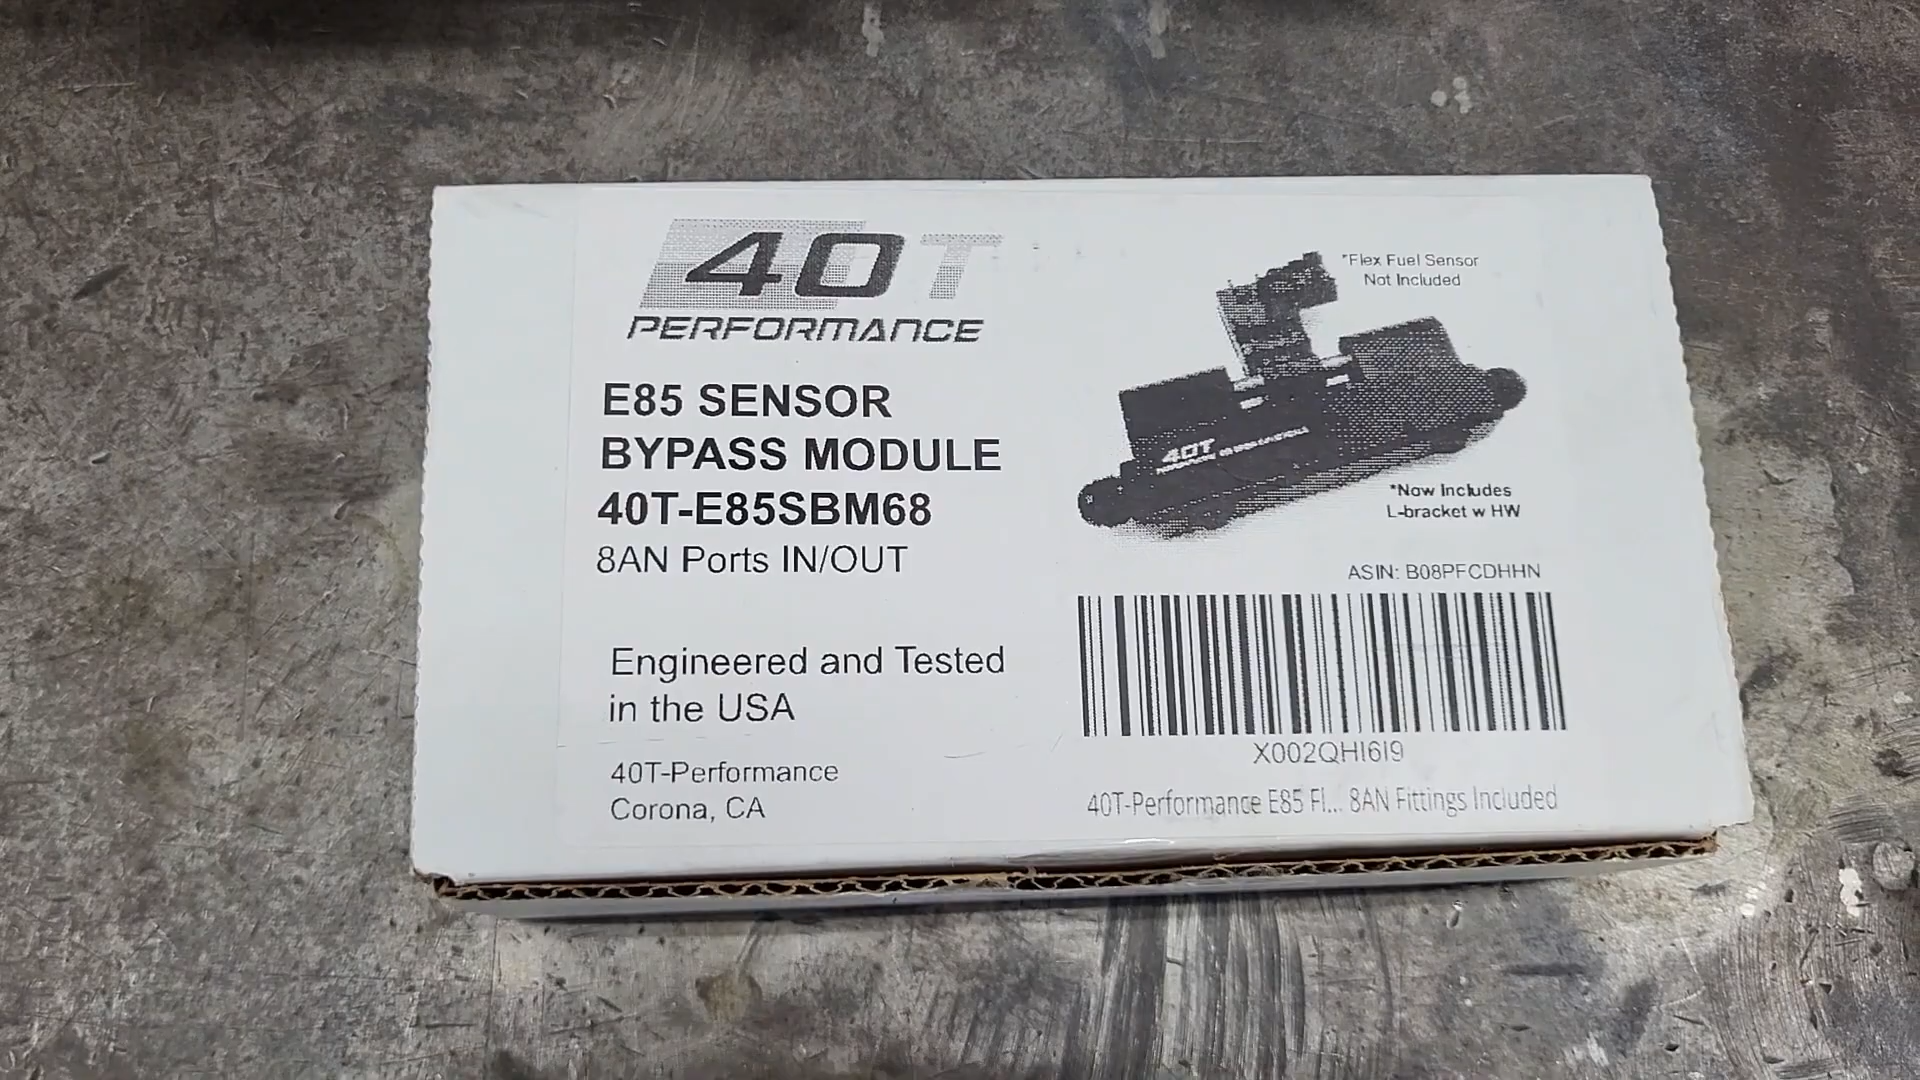 40T
PERFORMANCE
E85 SENSOR
BYPASS MODULE
40T-E85SBM68
8AN Ports IN/OUT
Engineered and Tested
in the USA
40T-Performance
Corona, CA
*Flex Fuel Sensor
Not Included
40T
*Now Includes
L-bracket w HW
ASIN: B08PFCDHHN
X002QHI6I9
40T-Performance E85 Fl... 8AN Fittings Included